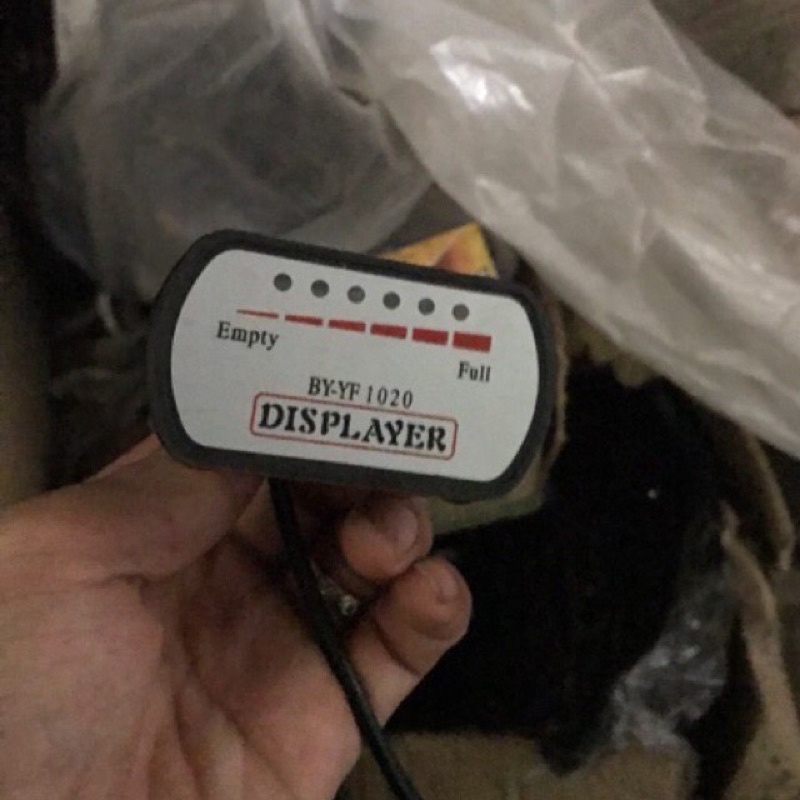 Empty
Full
BY-YF 1020
DISPLAYER